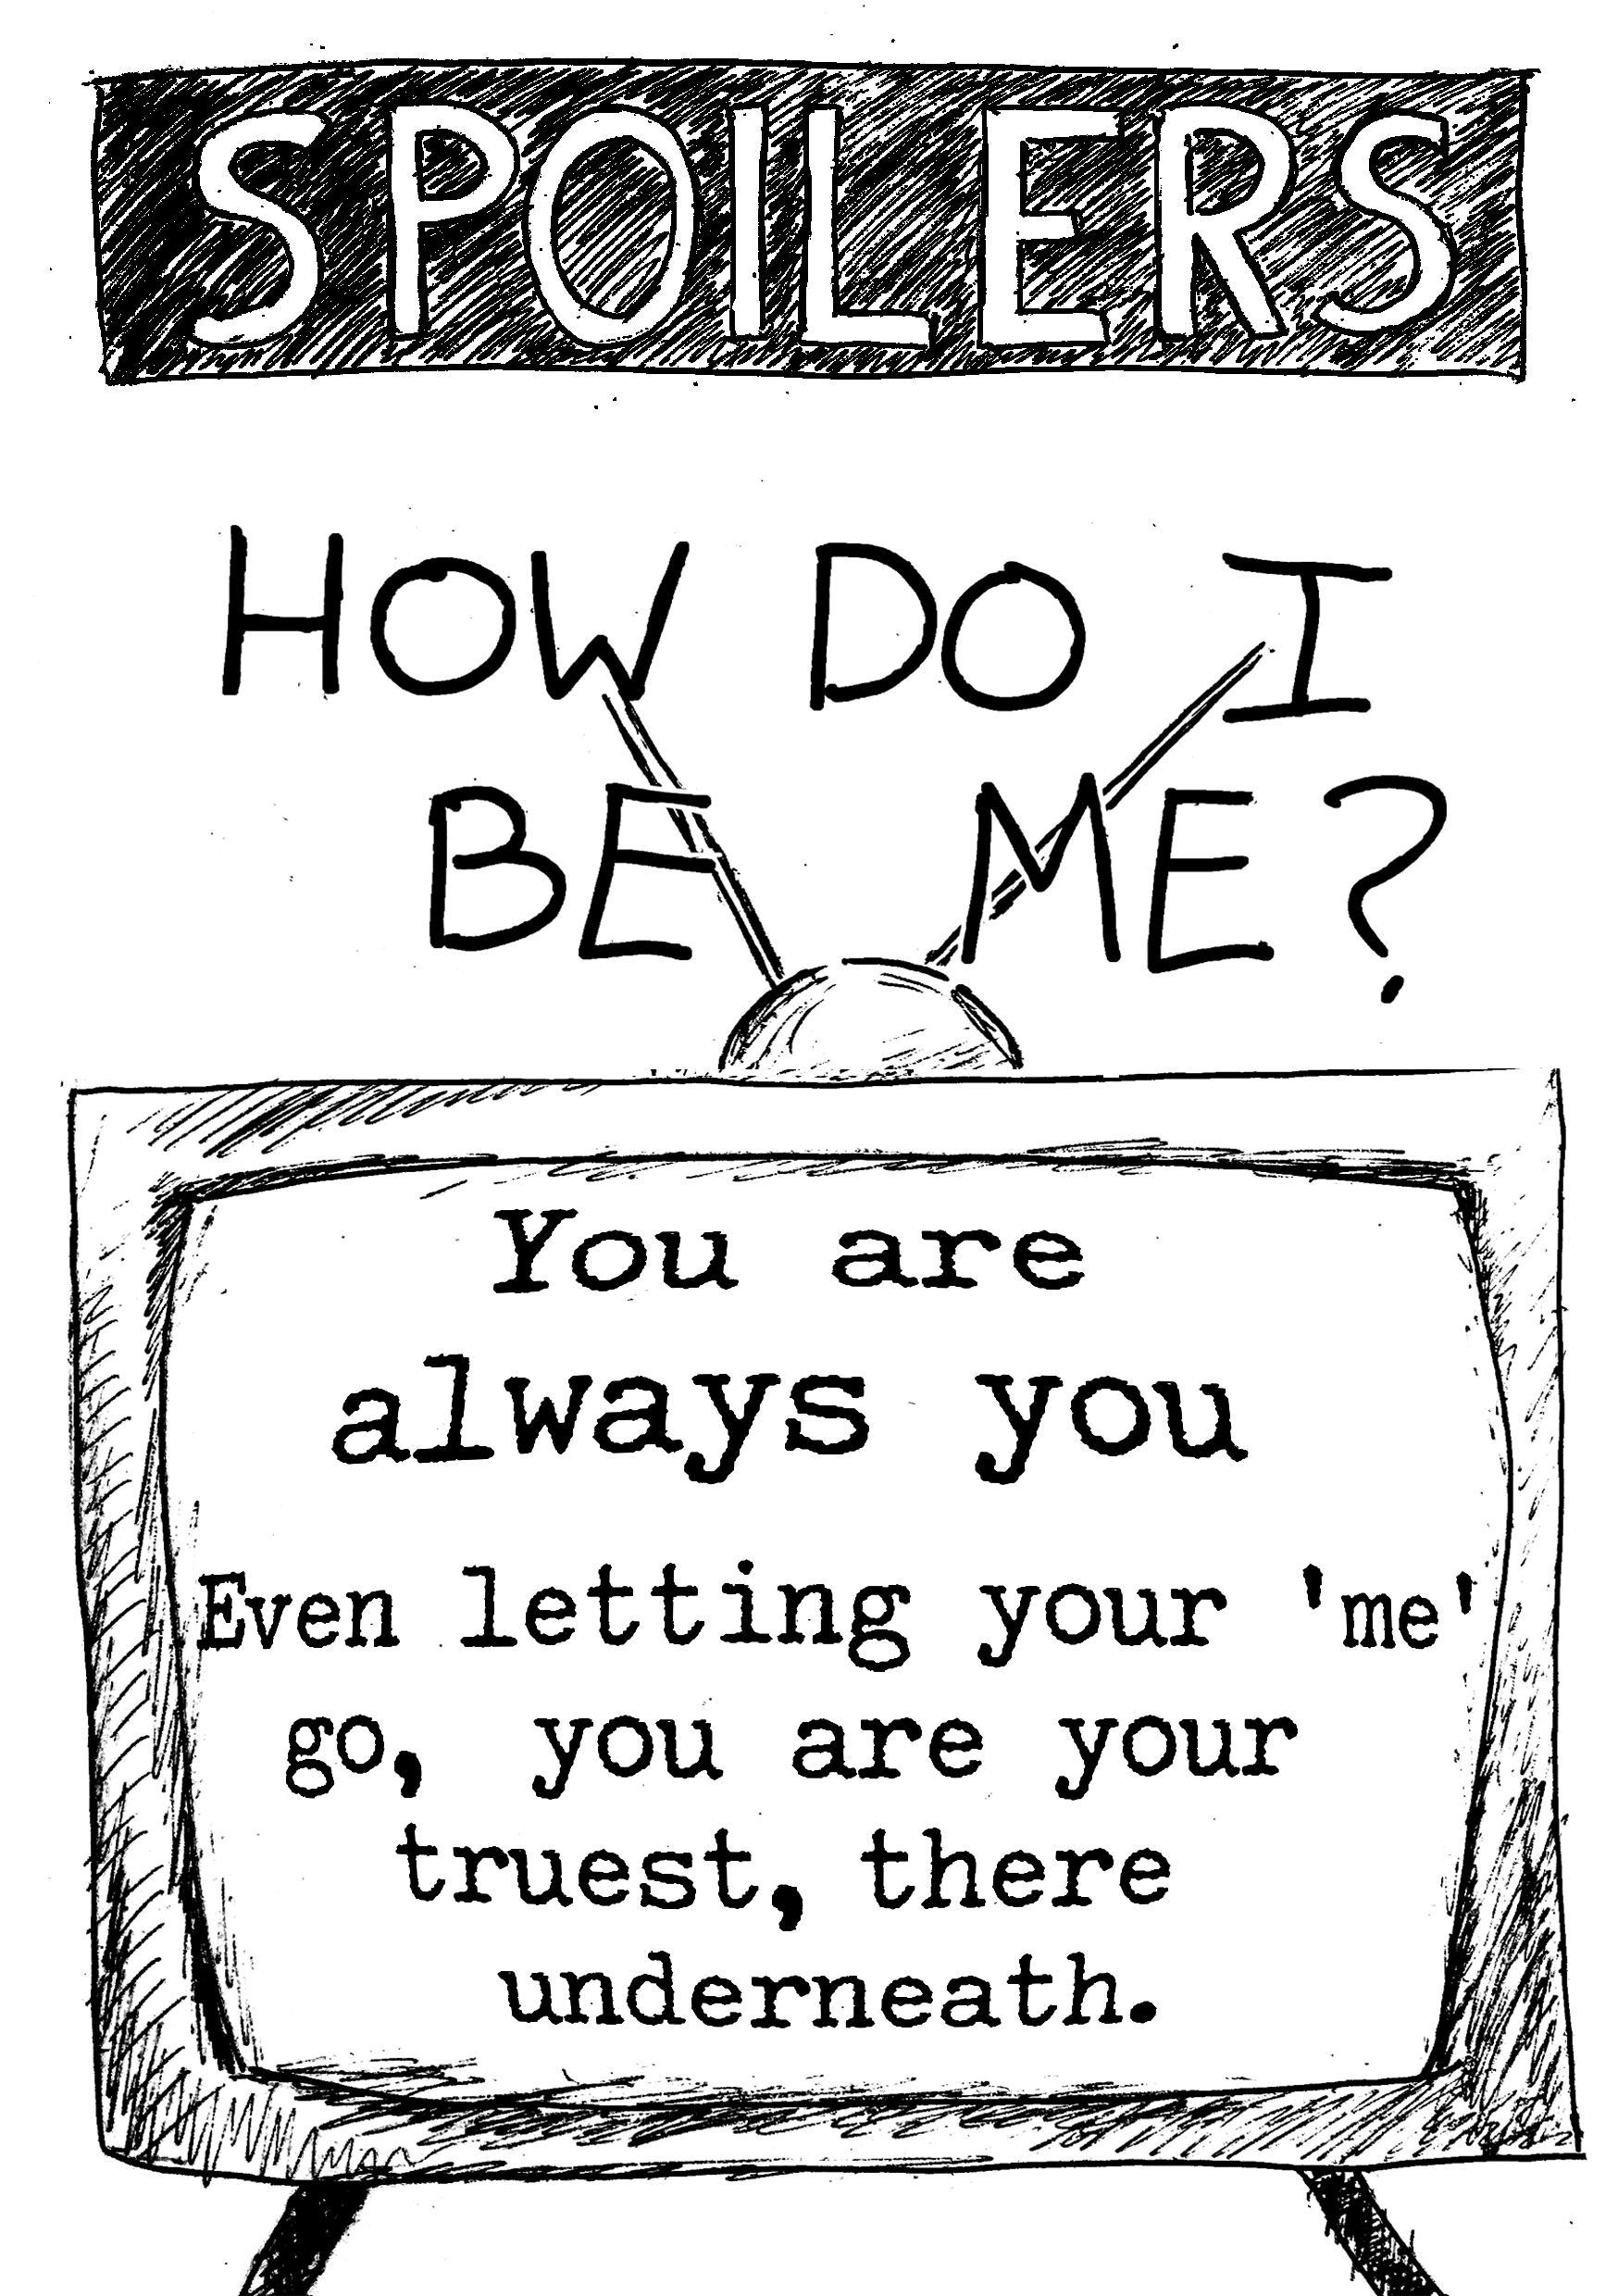 SPOILERS
HOW DO I
BE ME?
You are
always you
Even letting your 'me'
go, you are your
truest, there
underneath.